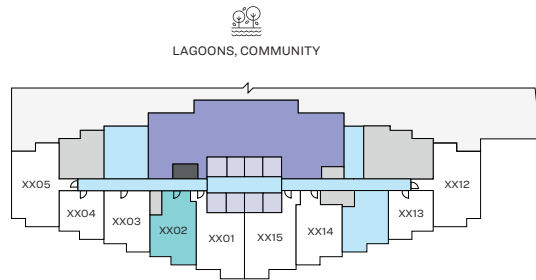 LAGOONS, COMMUNITY
XX05
XX12
XX04
XX03
XX02
XX01
XX15
XX14
XX13